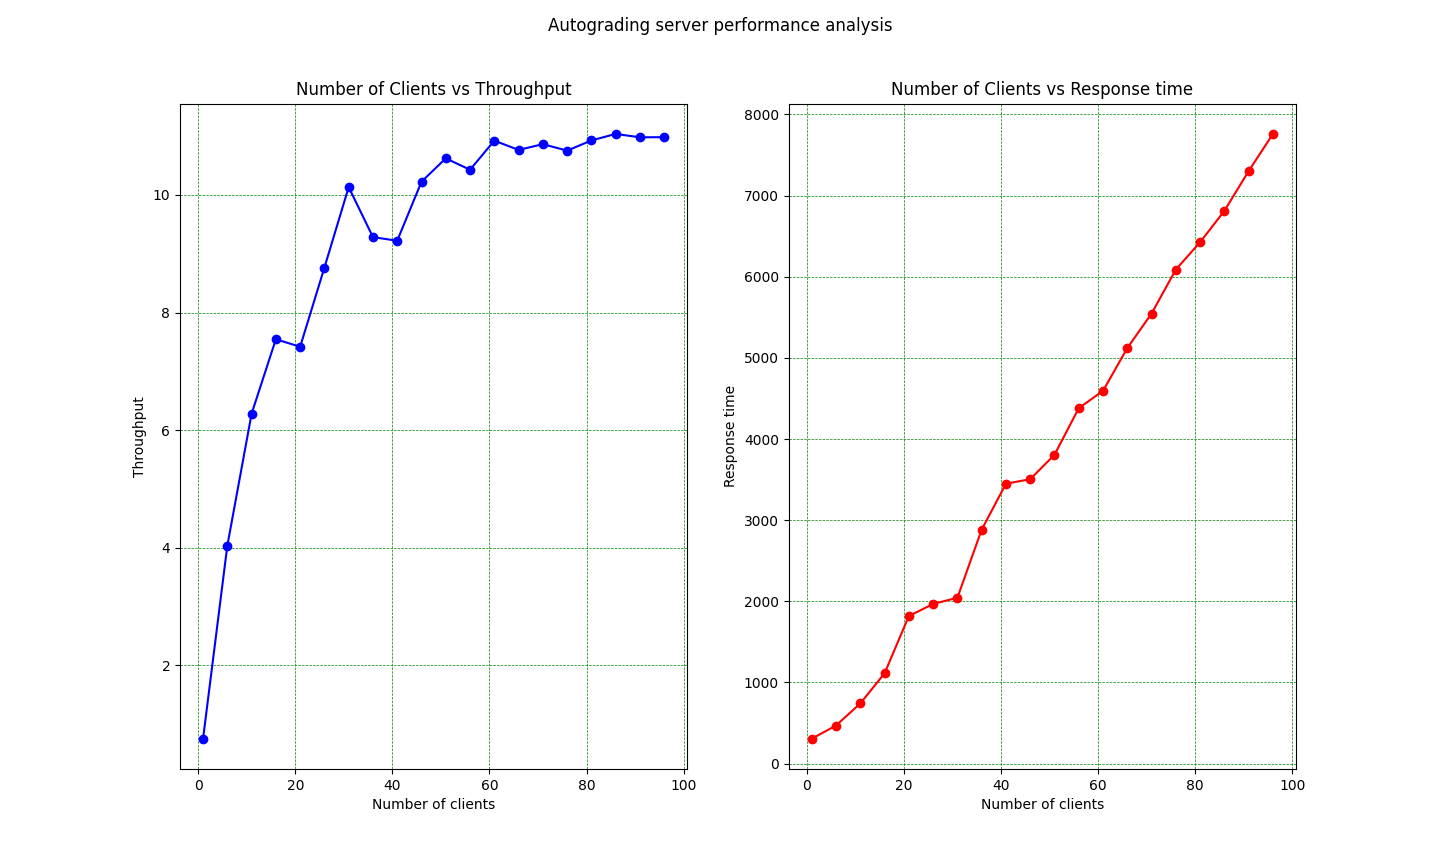 Autograding server performance analysis
Number of Clients vs Throughput
Throughput
10
8
6
4
2
0 20 40 60 80 100
Number of clients
Number of Clients vs Response time
Response time
8000
7000
6000
5000
4000
3000
2000
1000
0
0 20 40 60 80 100
Number of clients